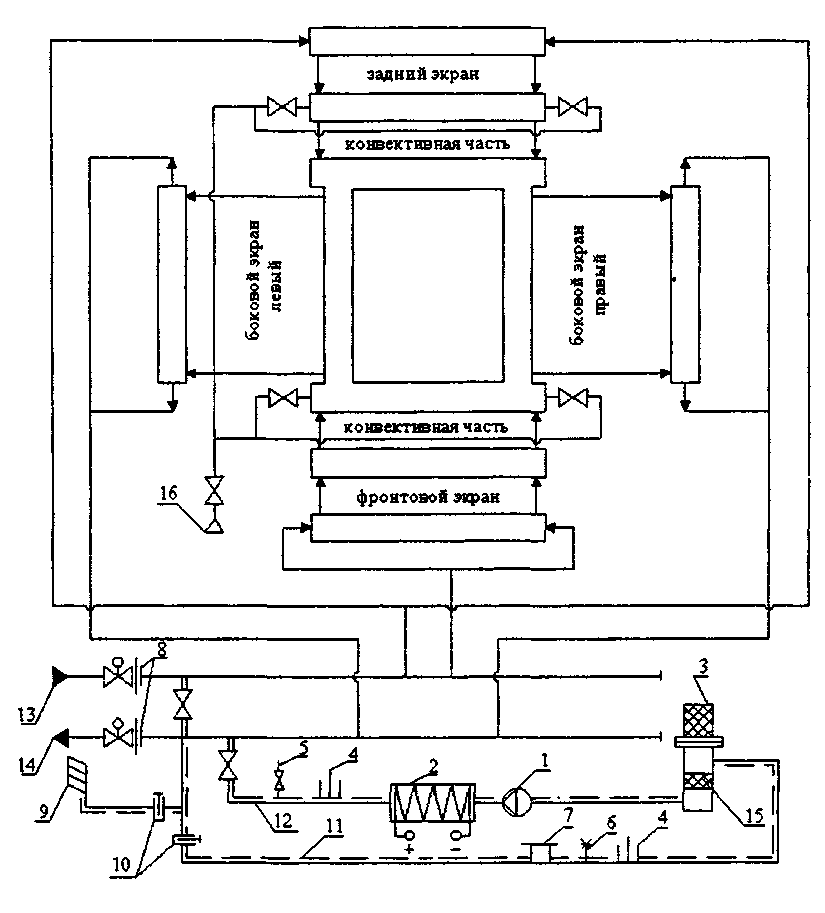 задний экран
конвективная часть
боковой экран
левый
боковой экран
правый
конвективная часть
фронтовой экран
16
8
13
3
14
5
4
2
1
9
12
15
11
7
6
4
10
+
−